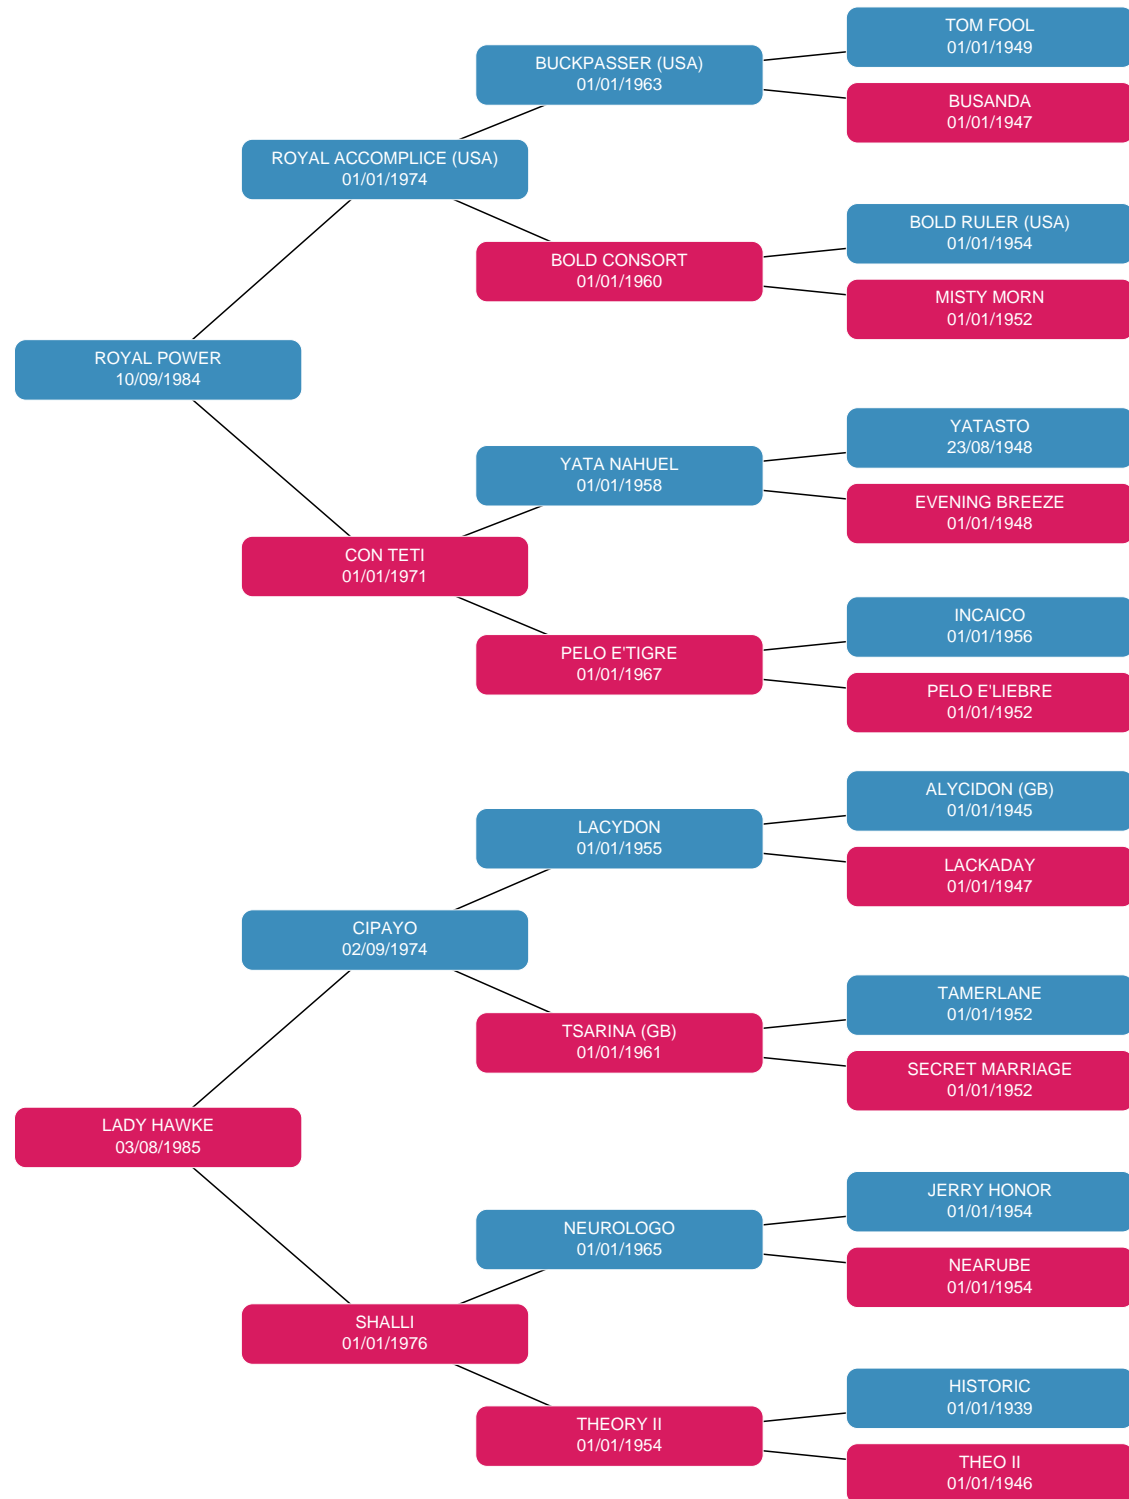 TOM FOOL
01/01/1949
BUCKPASSER (USA)
01/01/1963
BUSANDA
01/01/1947
ROYAL ACCOMPLICE (USA)
01/01/1974
BOLD RULER (USA)
01/01/1954
BOLD CONSORT
01/01/1960
MISTY MORN
01/01/1952
ROYAL POWER
10/09/1984
YATASTO
23/08/1948
YATA NAHUEL
01/01/1958
EVENING BREEZE
01/01/1948
CON TETI
01/01/1971
INCAICO
01/01/1956
PELO E'TIGRE
01/01/1967
PELO E'LIEBRE
01/01/1952
ALYCIDON (GB)
01/01/1945
LACYDON
01/01/1955
LACKADAY
01/01/1947
CIPAYO
02/09/1974
TAMERLANE
01/01/1952
TSARINA (GB)
01/01/1961
SECRET MARRIAGE
01/01/1952
LADY HAWKE
03/08/1985
JERRY HONOR
01/01/1954
NEUROLOGO
01/01/1965
NEARUBE
01/01/1954
SHALLI
01/01/1976
HISTORIC
01/01/1939
THEORY II
01/01/1954
THEO II
01/01/1946